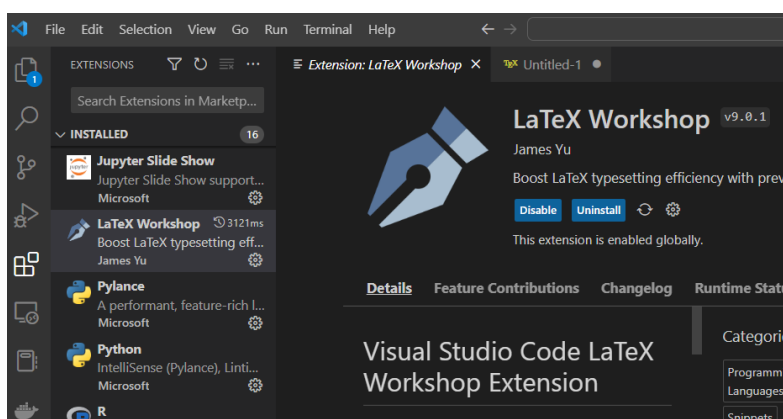 File Edit Selection View Go Run Terminal Help
EXTENSIONS
Extension: LaTeX Workshop
TEX Untitled-1
1
Search Extensions in Marketp...
INSTALLED 16
Jupyter Slide Show
Jupyter Slide Show support...
Microsoft
LaTeX Workshop 3121ms
Boost LaTeX typesetting eff...
James Yu
Pylance
A performant, feature-rich l...
Microsoft
Python
IntelliSense (Pylance), Linti...
Microsoft
R
LaTeX Workshop v9.0.1
James Yu
Boost LaTeX typesetting efficiency with prev
Disable Uninstall
This extension is enabled globally.
Details Feature Contributions Changelog Runtime Statu
Visual Studio Code LaTeX
Workshop Extension
Categorie
Programm
Languages
Snippets